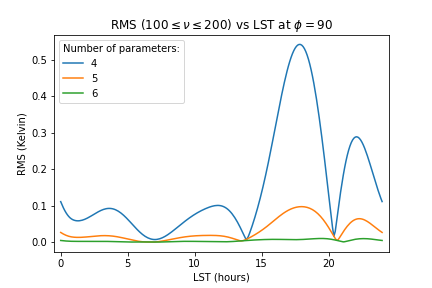 RMS (100 ≤ ν ≤ 200) vs LST at ϕ = 90
Number of parameters:
4
5
6
RMS (Kelvin)
0.5
0.4
0.3
0.2
0.1
0.0
0 5 10 15 20
LST (hours)